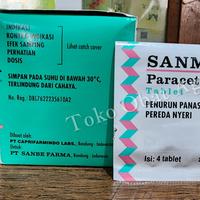 INDIKASI
KONTRA INDIKASI
EFEK SAMPING
PERHATIAN
DOSIS
Lihat catch cover
SIMPAN PADA SUHU DI BAWAH 30°C,
TERLINDUNG DARI CAHAYA.
No. Reg. DBL76222235610A2
Dibuat oleh:
PT CAPRIFARMINDO LABS, Bandung - Indonesia
Untuk:
PT SANBE FARMA, Bandung - Indonesia
SANM
Parace
Tablet
PENURUN PANAS
PEREDA NYERI
Isi: 4 tablet
Toko